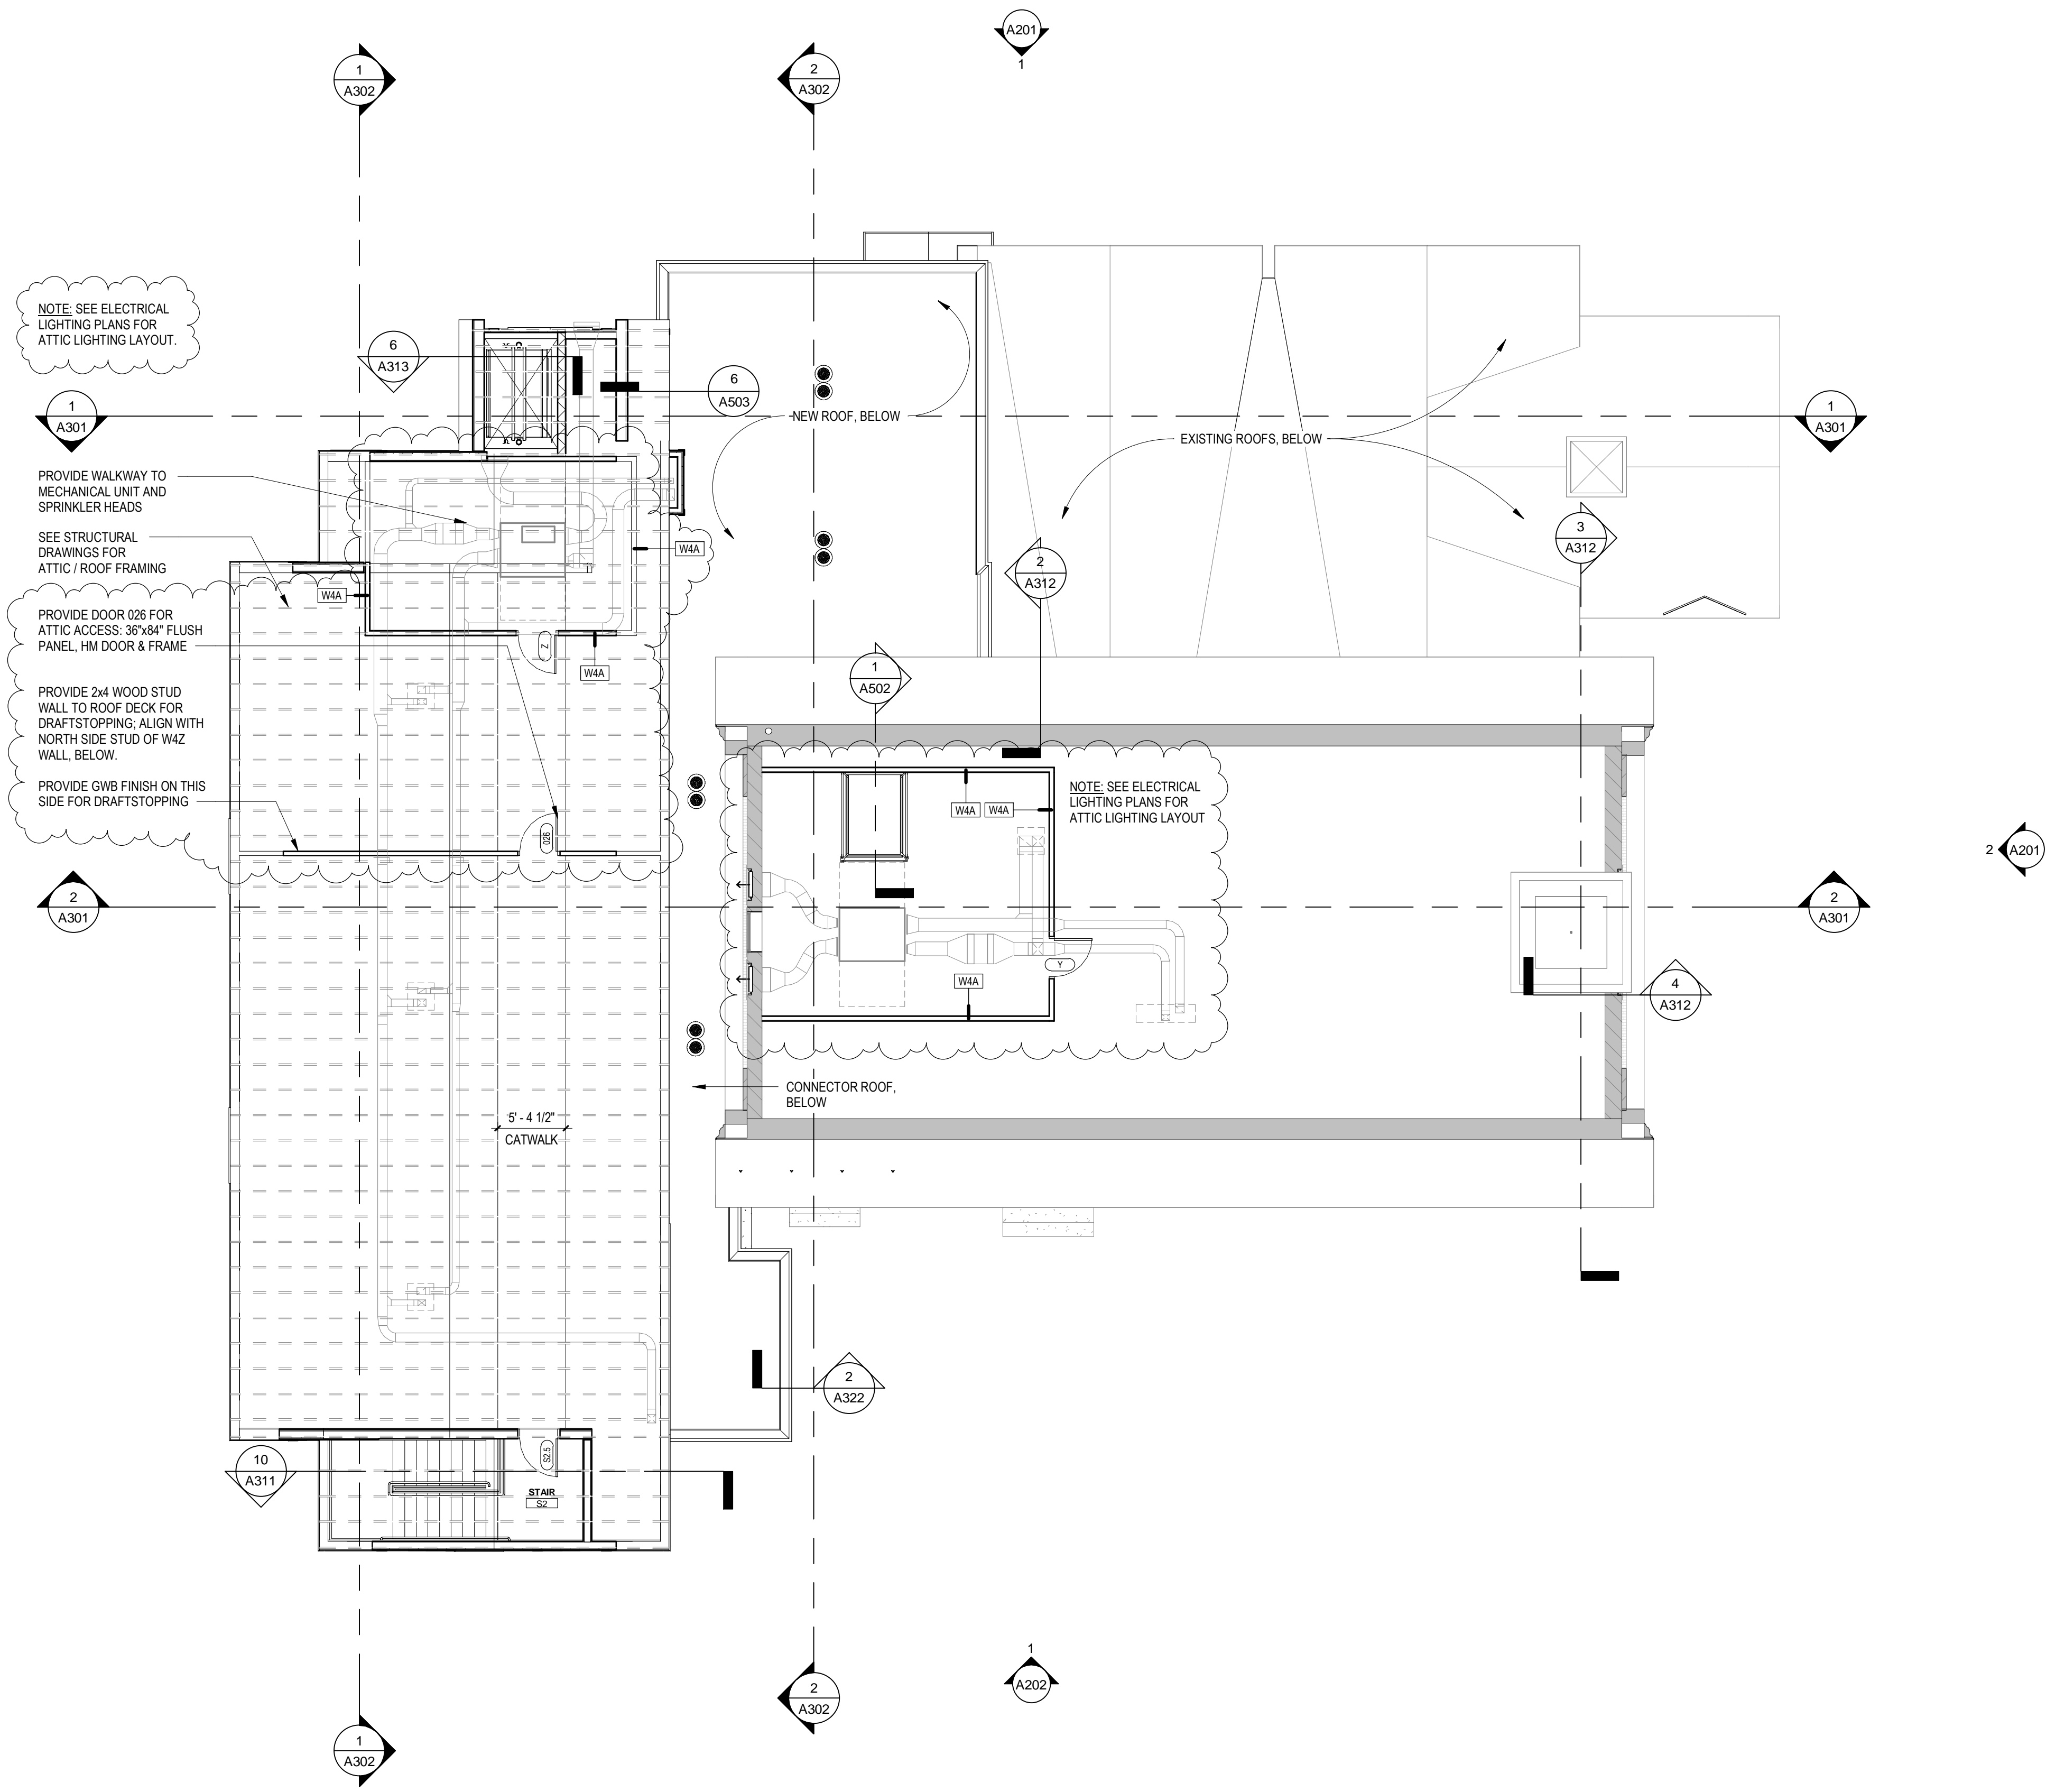 A201
1
1
A302
2
A302
NOTE: SEE ELECTRICAL
LIGHTING PLANS FOR
ATTIC LIGHTING LAYOUT.
6
A313
6
A503
1
A301
NEW ROOF, BELOW
EXISTING ROOFS, BELOW
1
A301
PROVIDE WALKWAY TO
MECHANICAL UNIT AND
SPRINKLER HEADS
SEE STRUCTURAL
DRAWINGS FOR
ATTIC / ROOF FRAMING
W4A
W4A
W4A
Z
2
A312
3
A312
PROVIDE DOOR 026 FOR
ATTIC ACCESS: 36"x84" FLUSH
PANEL, HM DOOR & FRAME
PROVIDE 2x4 WOOD STUD
WALL TO ROOF DECK FOR
DRAFTSTOPPING; ALIGN WITH
NORTH SIDE STUD OF W4Z
WALL, BELOW.
PROVIDE GWB FINISH ON THIS
SIDE FOR DRAFTSTOPPING
1
A502
NOTE: SEE ELECTRICAL
LIGHTING PLANS FOR
ATTIC LIGHTING LAYOUT
W4A
W4A
026
2
A201
2
A301
2
A301
Y
W4A
4
A312
CONNECTOR ROOF,
BELOW
5' - 4 1/2"
CATWALK
2
A322
10
A311
S2.5
STAIR
S2
1
A202
2
A302
1
A302